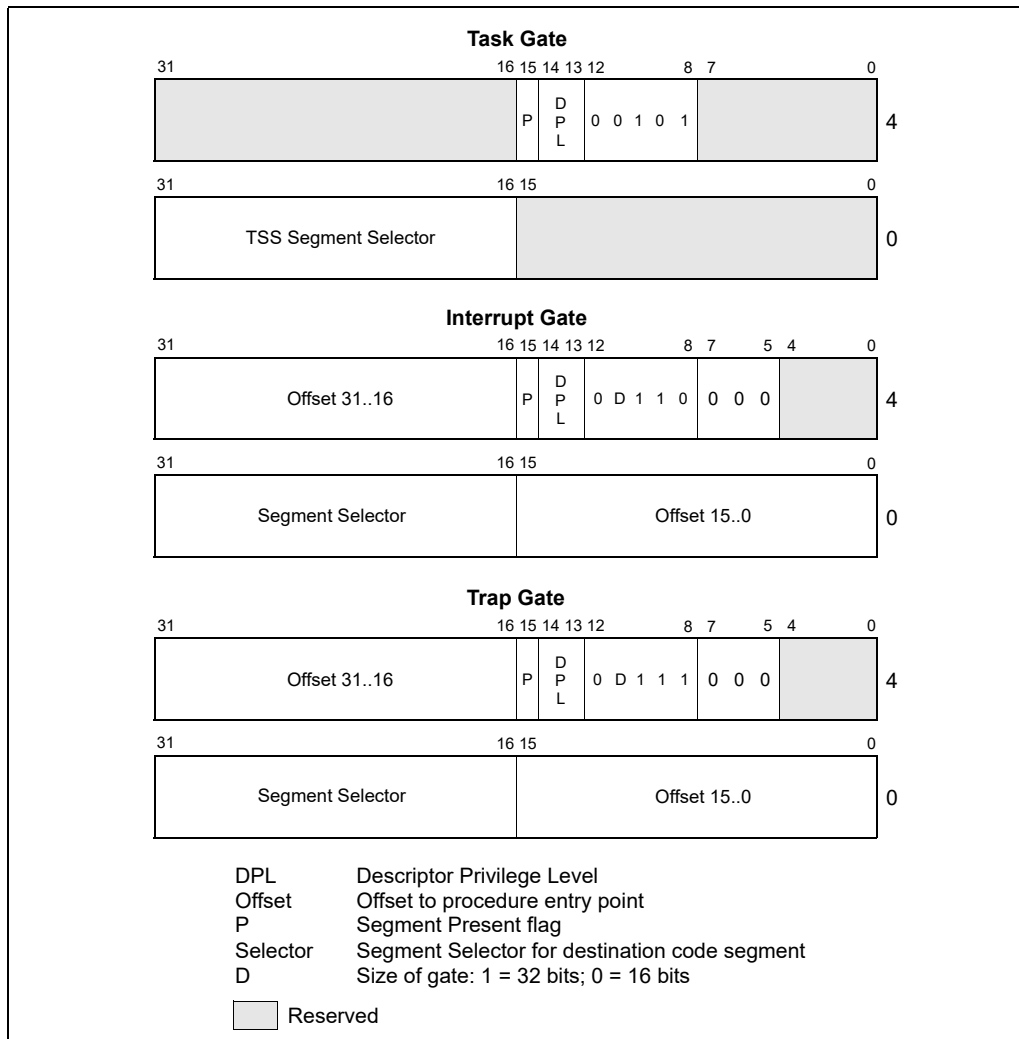 Task Gate
31 16 15 14 13 12 8 7 0
P D P L 0 0 1 0 1 4
31 16 15 0
TSS Segment Selector 0
Interrupt Gate
31 16 15 14 13 12 8 7 5 4 0
Offset 31..16 P D P L 0 D 1 1 0 0 0 0 4
31 16 15 0
Segment Selector Offset 15..0 0
Trap Gate
31 16 15 14 13 12 8 7 5 4 0
Offset 31..16 P D P L 0 D 1 1 1 0 0 0 4
31 16 15 0
Segment Selector Offset 15..0 0
DPL Descriptor Privilege Level
Offset Offset to procedure entry point
P Segment Present flag
Selector Segment Selector for destination code segment
D Size of gate: 1 = 32 bits; 0 = 16 bits
Reserved